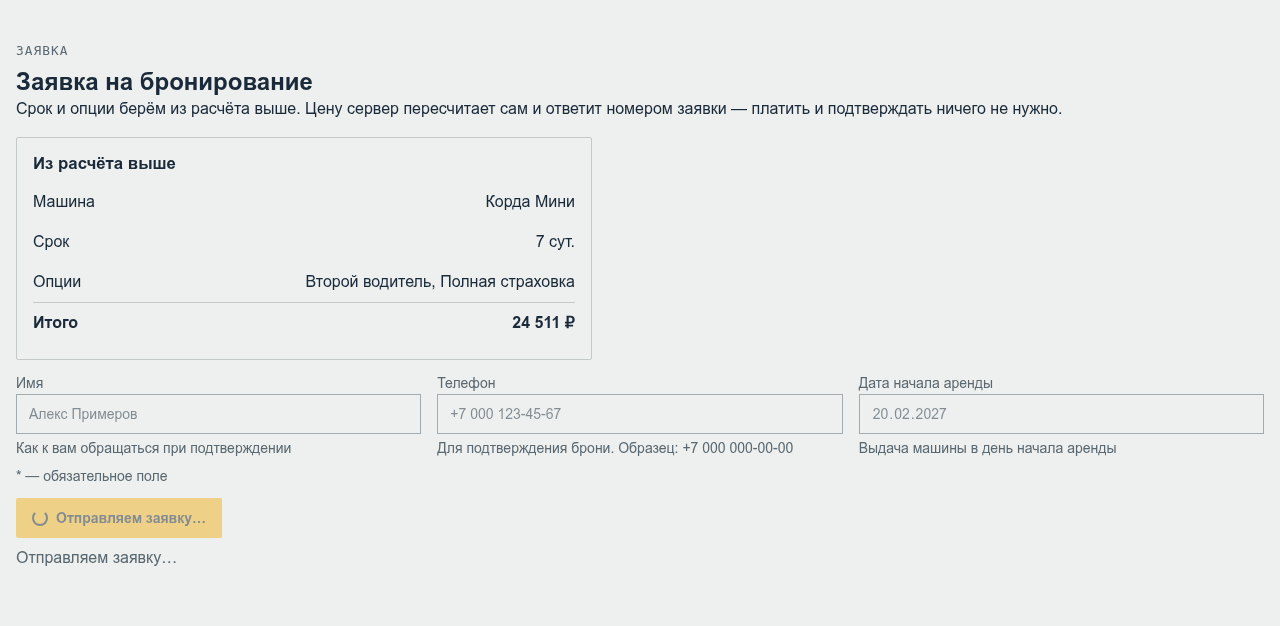 ЗАЯВКА
Заявка на бронирование
Срок и опции берём из расчёта выше. Цену сервер пересчитает сам и ответит номером заявки — платить и подтверждать ничего не нужно.
Из расчёта выше
Машина Корда Мини
Срок 7 сут.
Опции Второй водитель, Полная страховка
Итого 24 511 ₽
Имя Телефон Дата начала аренды
Алекс Примеров +7 000 123-45-67 20.02.2027
Как к вам обращаться при подтверждении Для подтверждения брони. Образец: +7 000 000-00-00 Выдача машины в день начала аренды
* — обязательное поле
Отправляем заявку…
Отправляем заявку…